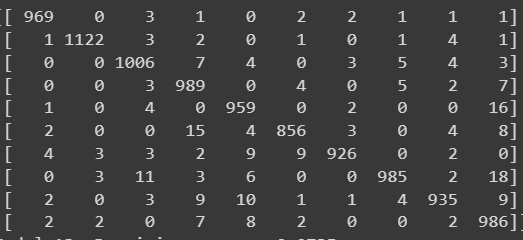 [[ 969 0 3 1 0 2 2 1 1 1]
[ 1 1122 3 2 0 1 0 1 4 1]
[ 0 0 1006 7 4 0 3 5 4 3]
[ 0 0 3 989 0 4 0 5 2 7]
[ 1 0 4 0 959 0 2 0 0 16]
[ 2 0 0 15 4 856 3 0 4 8]
[ 4 3 3 2 9 9 926 0 2 0]
[ 0 3 11 3 6 0 0 985 2 18]
[ 2 0 3 9 10 1 1 4 935 9]
[ 2 2 0 7 8 2 0 0 2 986]]